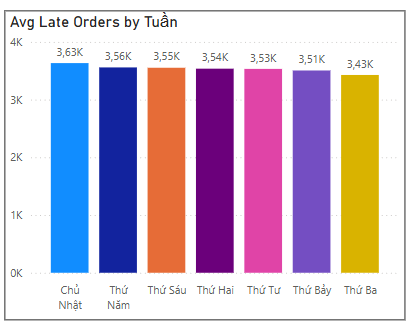 Avg Late Orders by Tuần
4K
3K
2K
1K
0K
3,63K
3,56K
3,55K
3,54K
3,53K
3,51K
3,43K
Chủ
Nhật
Thứ
Năm
Thứ Sáu
Thứ Hai
Thứ Tư
Thứ Bảy
Thứ Ba